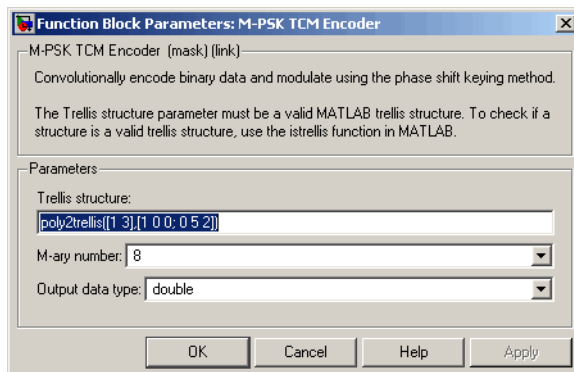 Function Block Parameters: M-PSK TCM Encoder
M-PSK TCM Encoder (mask) (link)
Convolutionally encode binary data and modulate using the phase shift keying method.
The Trellis structure parameter must be a valid MATLAB trellis structure. To check if a
structure is a valid trellis structure, use the istrellis function in MATLAB.
Parameters
Trellis structure:
poly2trellis([1 3],[1 0 0; 0 5 2])
M-ary number: 8
Output data type: double
OK Cancel Help Apply